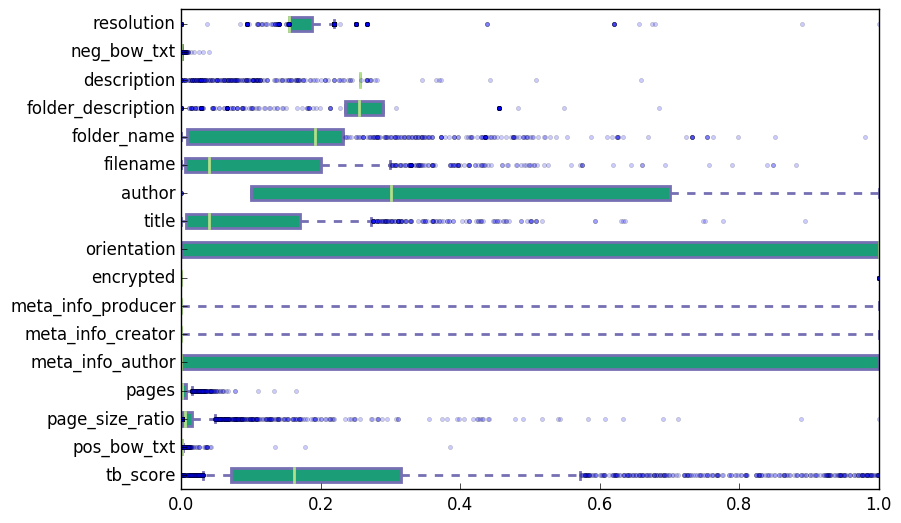 resolution
neg_bow_txt
description
folder_description
folder_name
filename
author
title
orientation
encrypted
meta_info_producer
meta_info_creator
meta_info_author
pages
page_size_ratio
pos_bow_txt
tb_score
0.0 0.2 0.4 0.6 0.8 1.0